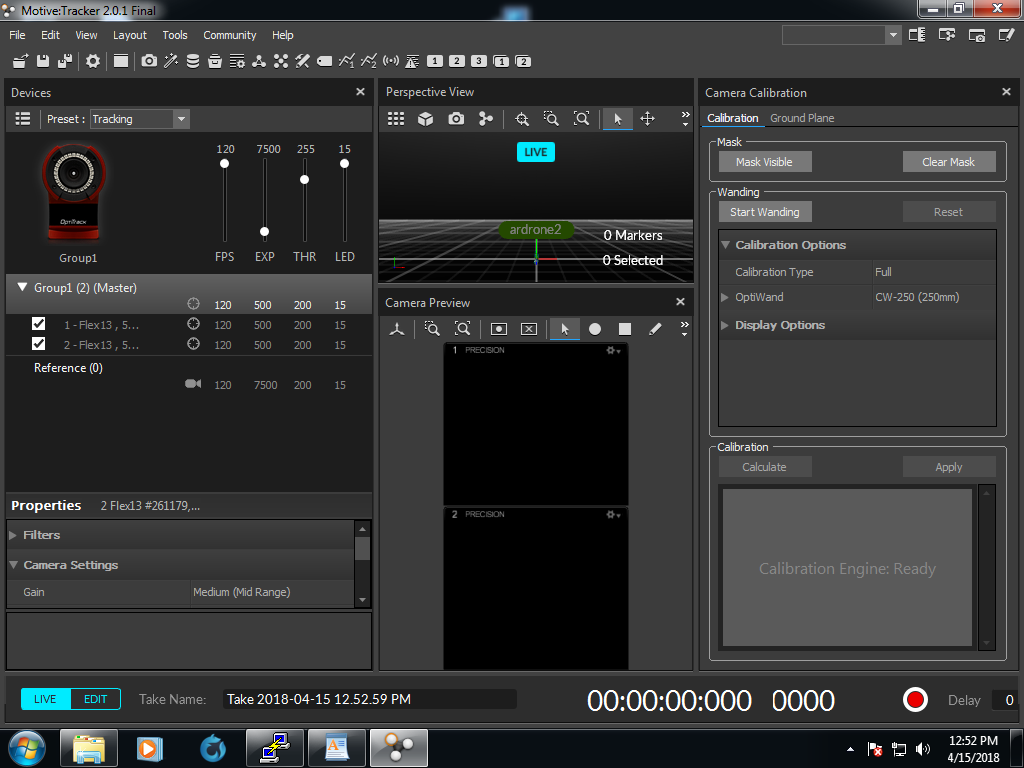 Motive:Tracker 2.0.1 Final
File Edit View Layout Tools Community Help
1 2 3 1 2
Devices
Preset : Tracking
OptiTrack
Group1
120 7500 255 15
FPS EXP THR LED
Group1 (2) (Master)
120 500 200 15
1 - Flex13 , 5... 120 500 200 15
2 - Flex13 , 5... 120 500 200 15
Reference (0)
120 7500 200 15
Properties 2 Flex13 #261179,...
Filters
Camera Settings
Gain Medium (Mid Range)
Perspective View
LIVE
ardrone2
0 Markers
0 Selected
Camera Preview
1 PRECISION
2 PRECISION
Camera Calibration
Calibration Ground Plane
Mask
Mask Visible Clear Mask
Wanding
Start Wanding Reset
Calibration Options
Calibration Type Full
OptiWand CW-250 (250mm)
Display Options
Calibration
Calculate Apply
Calibration Engine: Ready
LIVE EDIT Take Name: Take 2018-04-15 12.52.59 PM 00:00:00:000 0000 Delay 0
12:52 PM
4/15/2018